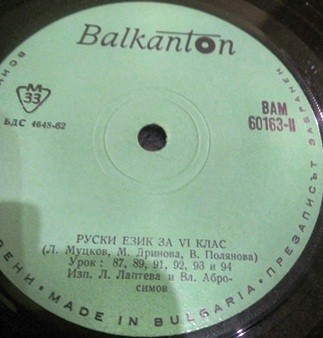 Balkanton
M
33
БДС 4648-62
ВАМ
60163-II
РУСКИ ЕЗИК ЗА VI КЛАС
(Л. Муцков, М. Дринова, В. Полянова)
Урок : 87, 89, 91, 92, 93 и 94
Изп. Л. Лаптева и Вл. Абро-
симов
MADE IN BULGARIA • ПРЕЗАПИСЪТ